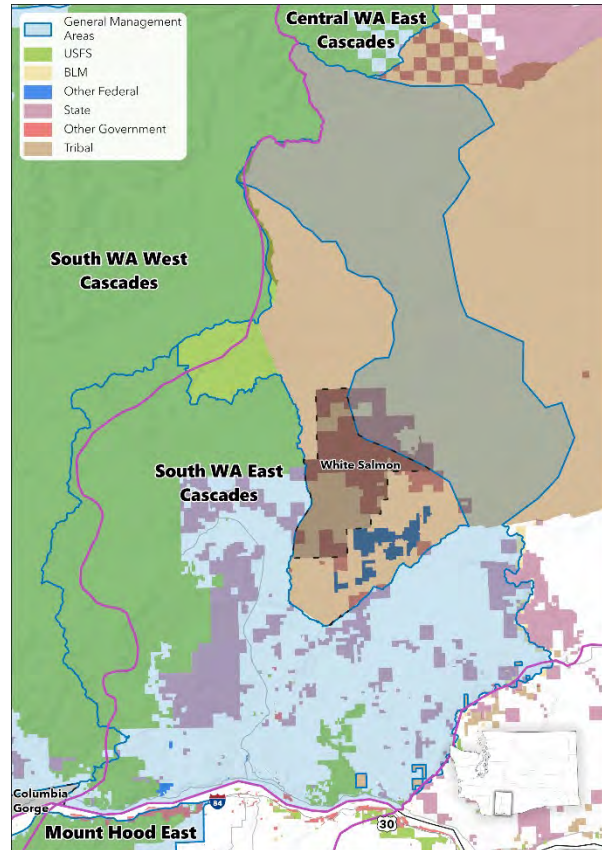 General Management
Areas
USFS
BLM
Other Federal
State
Other Government
Tribal
Central WA East
Cascades
South WA West
Cascades
South WA East
Cascades
White Salmon
Columbia
Gorge
84
30
Mount Hood East